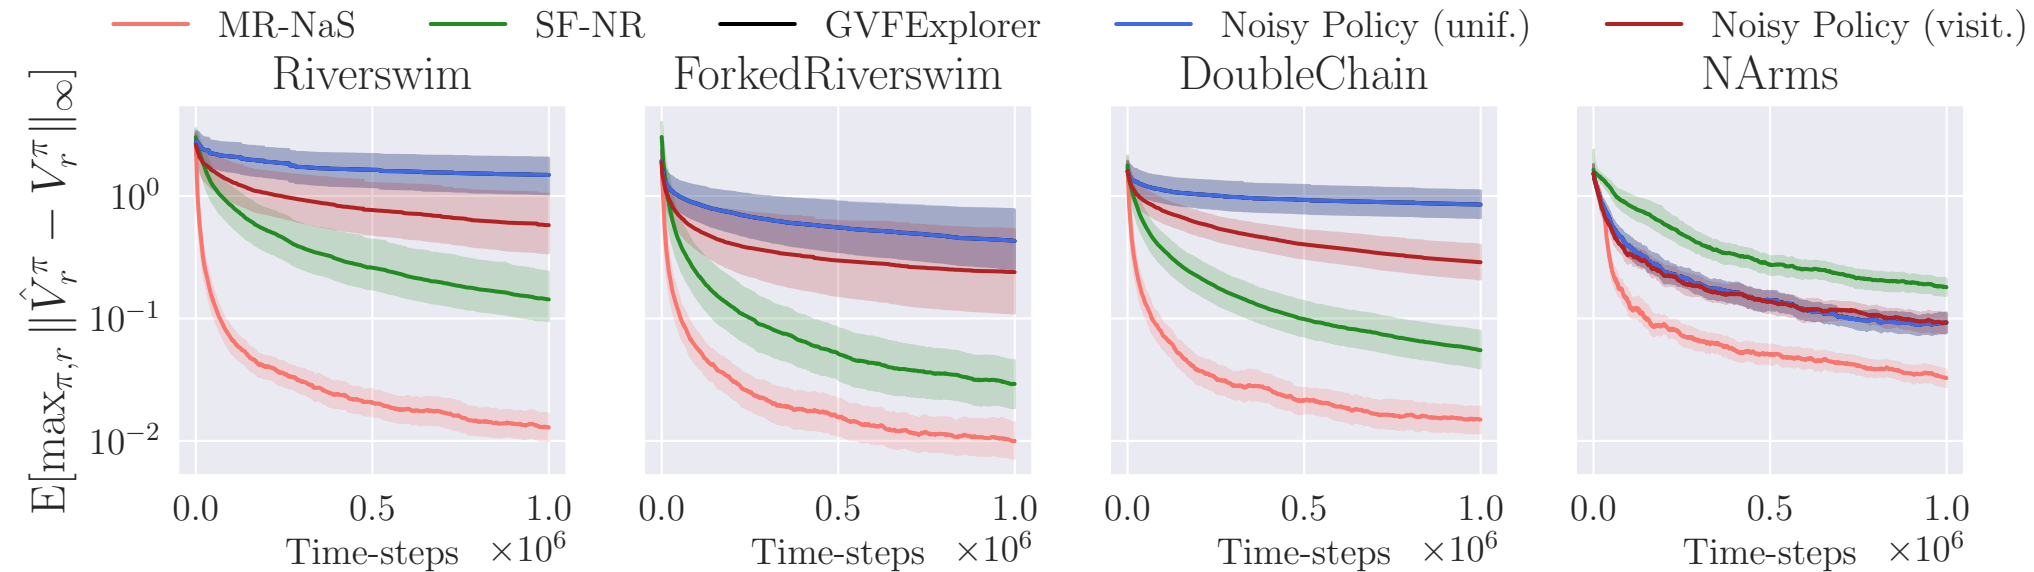 MR-NaS SF-NR GVFExplorer Noisy Policy (unif.) Noisy Policy (visit.)
Riverswim ForkedRiverswim DoubleChain NArms
E[max_{π,r} ||V̂_r^π − V_r^π||_∞]
10^0
10^{−1}
10^{−2}
0.0 0.5 1.0 0.0 0.5 1.0 0.0 0.5 1.0 0.0 0.5 1.0
Time-steps ×10^6 Time-steps ×10^6 Time-steps ×10^6 Time-steps ×10^6